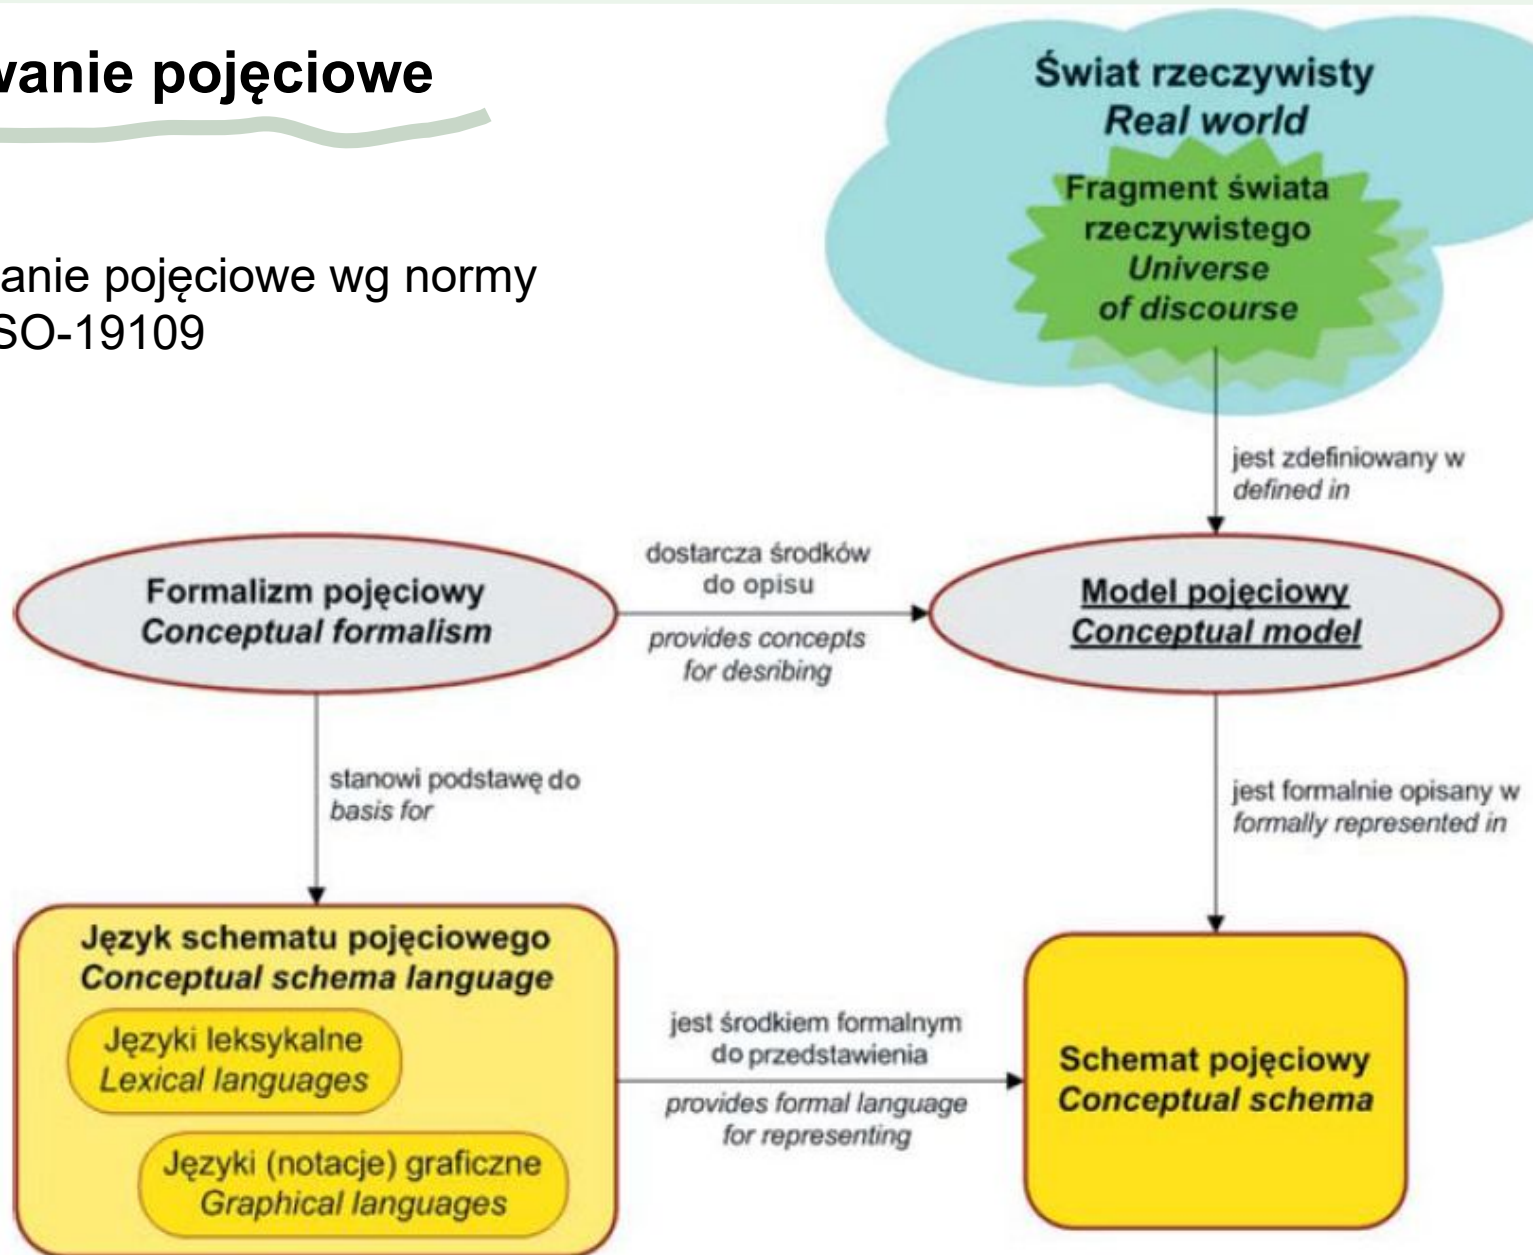 wanie pojęciowe
anie pojęciowe wg normy
SO-19109
Świat rzeczywisty
Real world
Fragment świata
rzeczywistego
Universe
of discourse
jest zdefiniowany w
defined in
Formalizm pojęciowy
Conceptual formalism
dostarcza środków
do opisu
provides concepts
for desribing
Model pojęciowy
Conceptual model
stanowi podstawę do
basis for
jest formalnie opisany w
formally represented in
Język schematu pojęciowego
Conceptual schema language
Języki leksykalne
Lexical languages
Języki (notacje) graficzne
Graphical languages
jest środkiem formalnym
do przedstawienia
provides formal language
for representing
Schemat pojęciowy
Conceptual schema